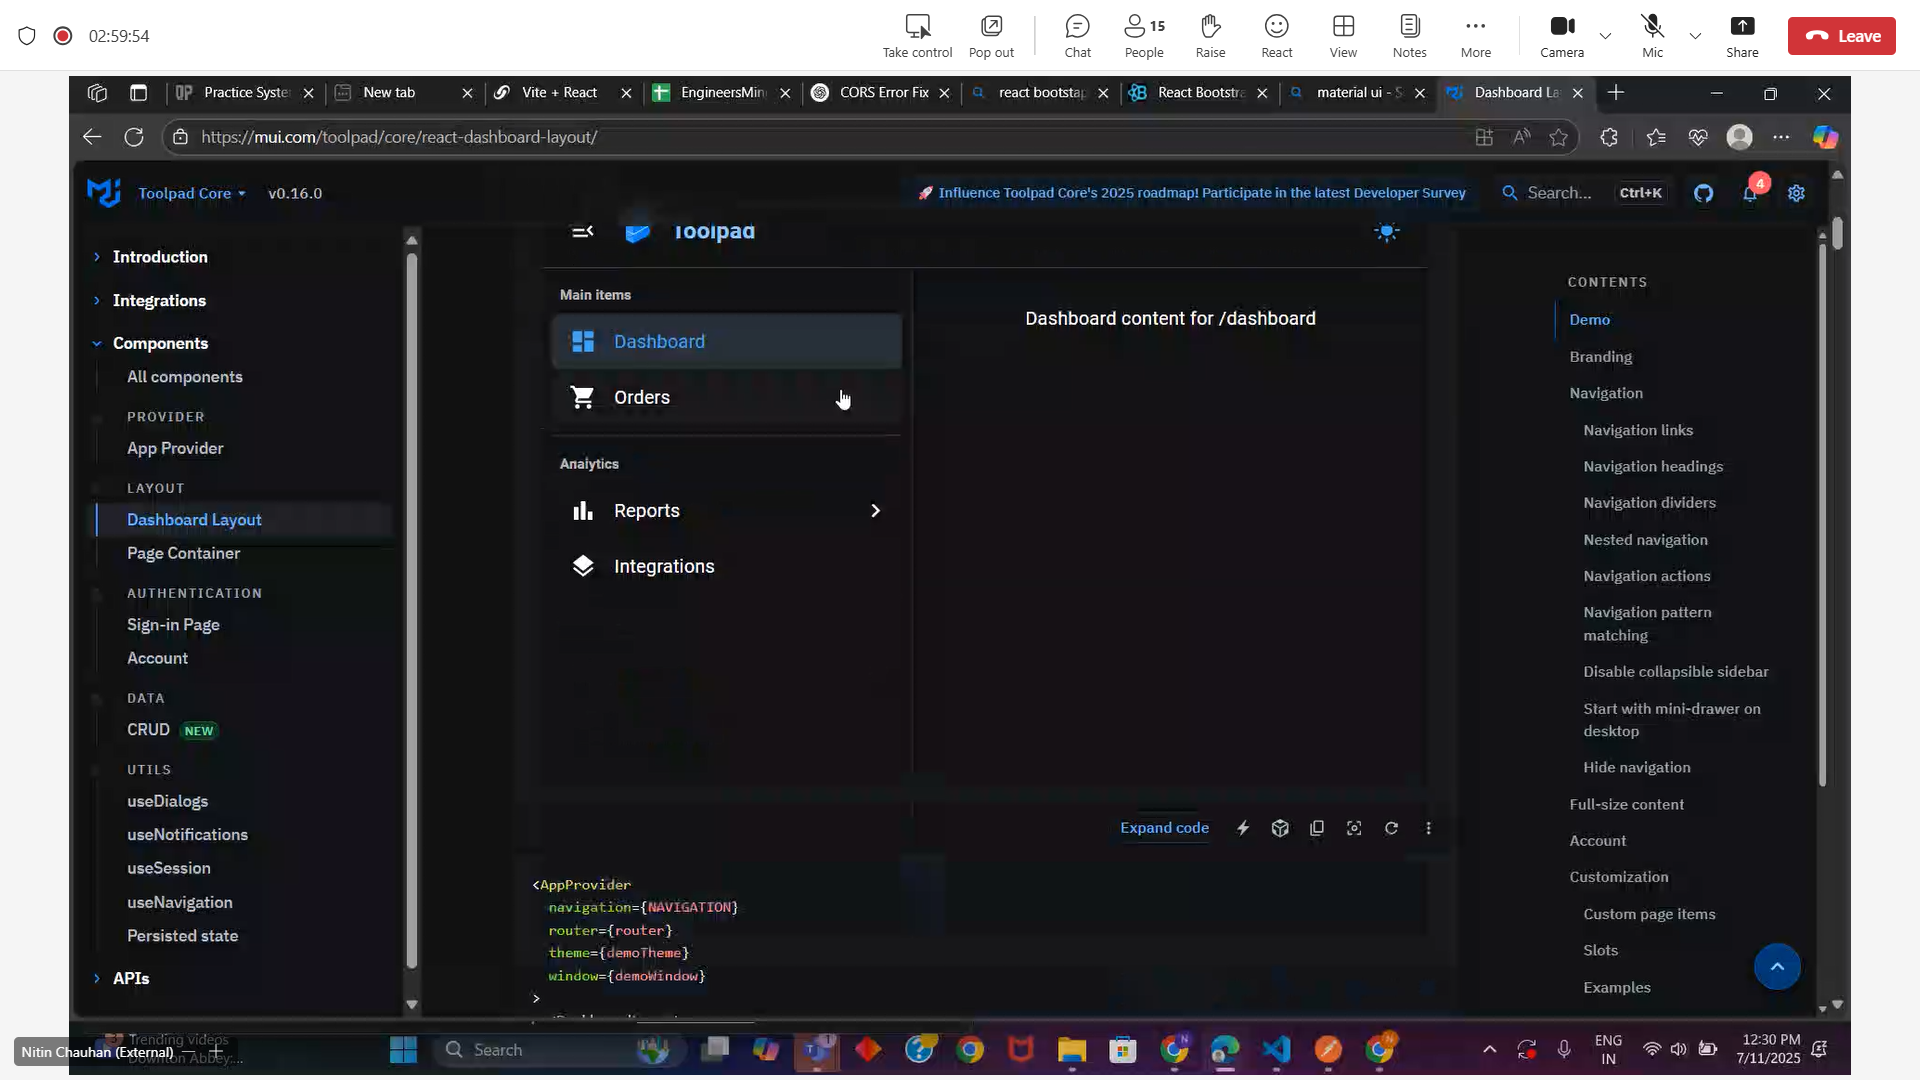 02:59:54
Take control
Pop out
Chat
15
People
Raise
React
View
Notes
More
Camera
Mic
Share
Leave
Practice Syste
New tab
Vite + React
EngineersMin
CORS Error Fix
react bootstap
React Bootstra
material ui - S
Dashboard La
https://mui.com/toolpad/core/react-dashboard-layout/
Toolpad Core
v0.16.0
🚀 Influence Toolpad Core's 2025 roadmap! Participate in the latest Developer Survey
Search...
Ctrl+K
4
Introduction
Integrations
Components
All components
PROVIDER
App Provider
LAYOUT
Dashboard Layout
Page Container
AUTHENTICATION
Sign-in Page
Account
DATA
CRUD NEW
UTILS
useDialogs
useNotifications
useSession
useNavigation
Persisted state
APIs
Toolpad
Main items
Dashboard
Orders
Analytics
Reports
Integrations
Dashboard content for /dashboard
Expand code
<AppProvider
navigation={NAVIGATION}
router={router}
theme={demoTheme}
window={demoWindow}
>
CONTENTS
Demo
Branding
Navigation
Navigation links
Navigation headings
Navigation dividers
Nested navigation
Navigation actions
Navigation pattern
matching
Disable collapsible sidebar
Start with mini-drawer on
desktop
Hide navigation
Full-size content
Account
Customization
Custom page items
Slots
Examples
Trending videos
Downton Abbey:...
Nitin Chauhan (External)
Search
ENG
IN
12:30 PM
7/11/2025